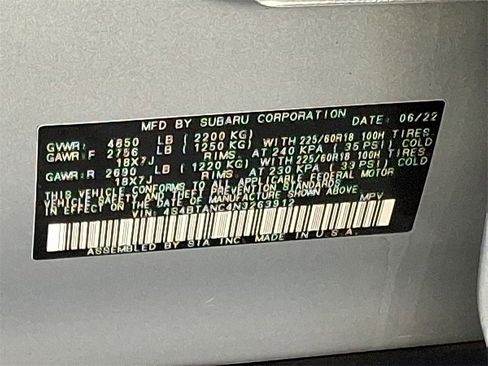 MFD BY SUBARU CORPORATION DATE: 06/22
GVWR: 4850 LB (2200 KG)
GAWR:F 2756 LB (1250 KG) WITH 225/60R18 100H TIRES.
18X7J RIMS. AT 240 KPA (35 PSI) COLD
GAWR:R 2690 LB (1220 KG) WITH 225/60R18 100H TIRES.
18X7J RIMS. AT 230 KPA (33 PSI) COLD
THIS VEHICLE CONFORMS TO ALL APPLICABLE FEDERAL MOTOR
VEHICLE SAFETY AND THEFT PREVENTION STANDARDS
IN EFFECT ON THE DATE OF MANUFACTURE SHOWN ABOVE
VIN: 4S4BTANC4N3263912 MPV
ASSEMBLED BY SIA INC. MADE IN U.S.A.